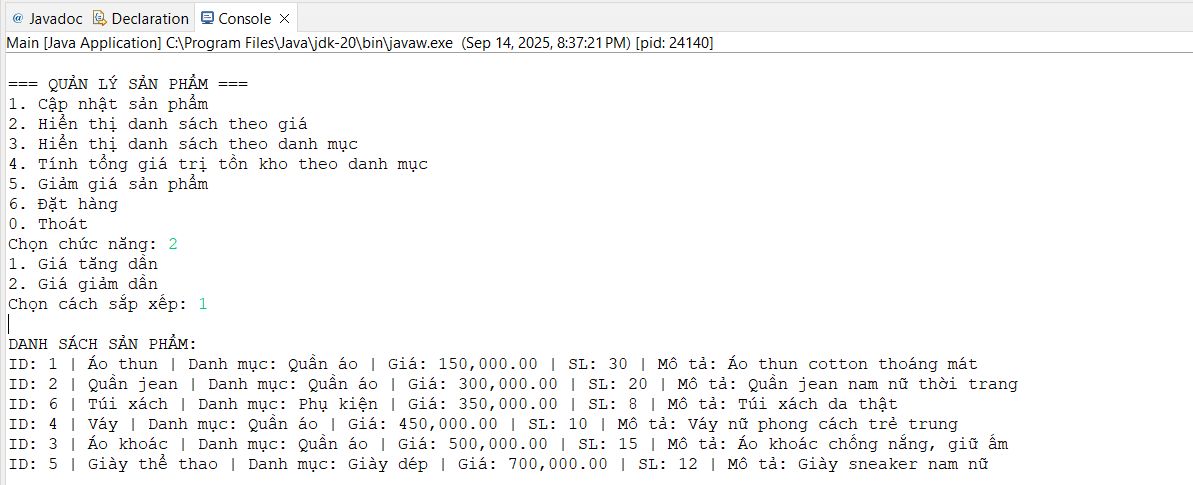 Javadoc Declaration Console
Main [Java Application] C:\Program Files\Java\jdk-20\bin\javaw.exe (Sep 14, 2025, 8:37:21 PM) [pid: 24140]
=== QUẢN LÝ SẢN PHẨM ===
1. Cập nhật sản phẩm
2. Hiển thị danh sách theo giá
3. Hiển thị danh sách theo danh mục
4. Tính tổng giá trị tồn kho theo danh mục
5. Giảm giá sản phẩm
6. Đặt hàng
0. Thoát
Chọn chức năng: 2
1. Giá tăng dần
2. Giá giảm dần
Chọn cách sắp xếp: 1
DANH SÁCH SẢN PHẨM:
ID: 1 | Áo thun | Danh mục: Quần áo | Giá: 150,000.00 | SL: 30 | Mô tả: Áo thun cotton thoáng mát
ID: 2 | Quần jean | Danh mục: Quần áo | Giá: 300,000.00 | SL: 20 | Mô tả: Quần jean nam nữ thời trang
ID: 6 | Túi xách | Danh mục: Phụ kiện | Giá: 350,000.00 | SL: 8 | Mô tả: Túi xách da thật
ID: 4 | Váy | Danh mục: Quần áo | Giá: 450,000.00 | SL: 10 | Mô tả: Váy nữ phong cách trẻ trung
ID: 3 | Áo khoác | Danh mục: Quần áo | Giá: 500,000.00 | SL: 15 | Mô tả: Áo khoác chống nắng, giữ ấm
ID: 5 | Giày thể thao | Danh mục: Giày dép | Giá: 700,000.00 | SL: 12 | Mô tả: Giày sneaker nam nữ